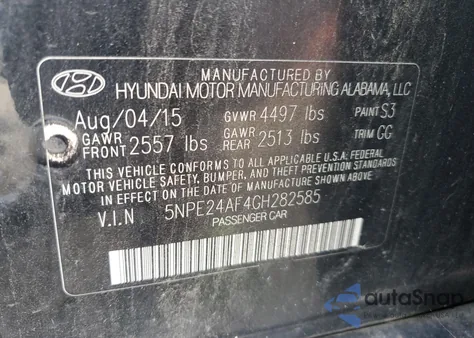 MANUFACTURED BY
HYUNDAI MOTOR MANUFACTURING ALABAMA, LLC
Aug/04/15 GVWR 4497 lbs PAINT S3
GAWR FRONT 2557 lbs GAWR REAR 2513 lbs TRIM GG
THIS VEHICLE CONFORMS TO ALL APPLICABLE U.S.A. FEDERAL
MOTOR VEHICLE SAFETY, BUMPER, AND THEFT PREVENTION STANDARDS
IN EFFECT ON THE DATE OF MANUFACTURE SHOWN ABOVE.
V.I.N 5NPE24AF4GH282585
PASSENGER CAR
autoSnap